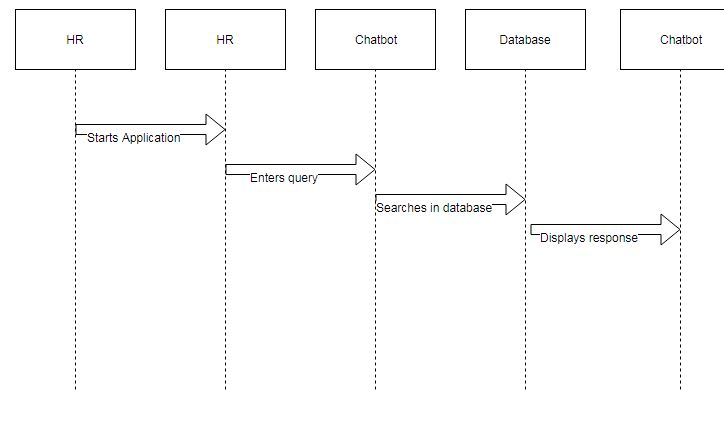 HR
HR
Chatbot
Database
Chatbot
Starts Application
Enters query
Searches in database
Displays response